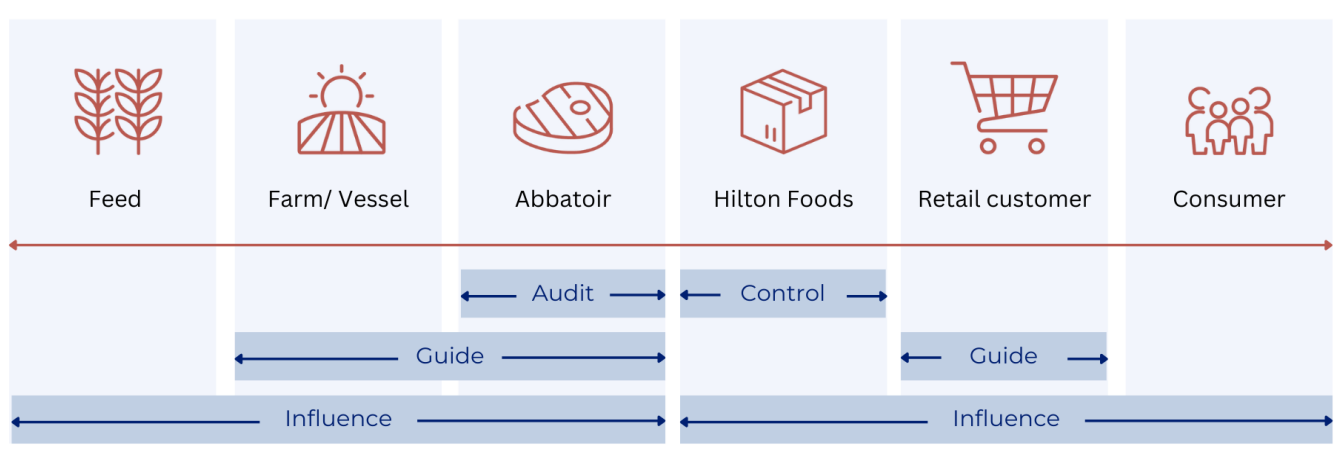 Feed
Farm/ Vessel
Abbatoir
Hilton Foods
Retail customer
Consumer
Audit
Control
Guide
Guide
Influence
Influence